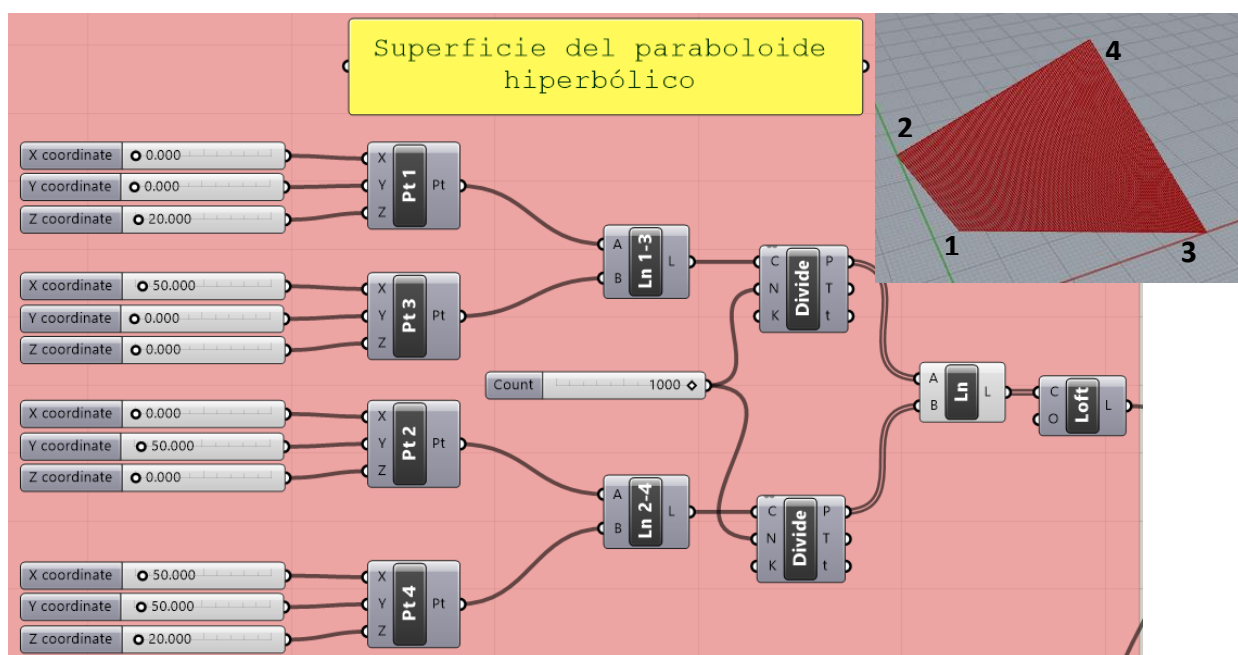 Superficie del paraboloide
hiperbólico
4
2
1
3
X coordinate 0.000
Y coordinate 0.000
Z coordinate 20.000
X Y Z Pt 1 Pt
X coordinate 50.000
Y coordinate 0.000
Z coordinate 0.000
X Y Z Pt 3 Pt
A B Ln 1-3 L
C N K Divide P T t
Count 1000
A B Ln L
C O Loft L
X coordinate 0.000
Y coordinate 50.000
Z coordinate 0.000
X Y Z Pt 2 Pt
A B Ln 2-4 L
C N K Divide P T t
X coordinate 50.000
Y coordinate 50.000
Z coordinate 20.000
X Y Z Pt 4 Pt